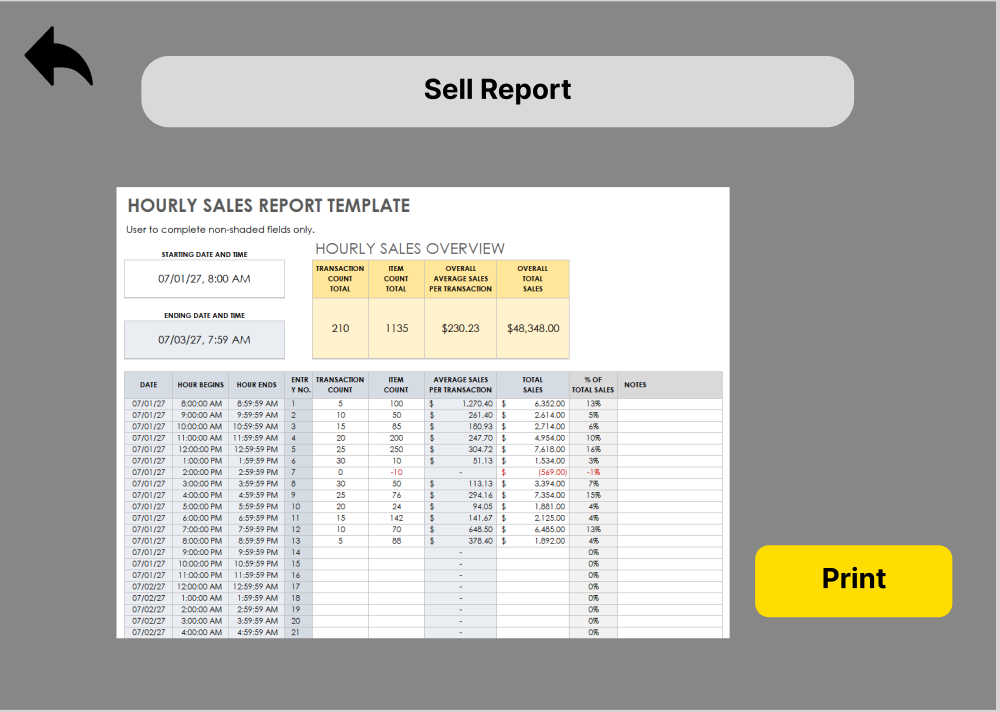 Sell Report
HOURLY SALES REPORT TEMPLATE
User to complete non-shaded fields only.
HOURLY SALES OVERVIEW
STARTING DATE AND TIME
07/01/27, 8:00 AM
ENDING DATE AND TIME
07/03/27, 7:59 AM
TRANSACTION COUNT TOTAL ITEM COUNT TOTAL OVERALL AVERAGE SALES PER TRANSACTION OVERALL TOTAL SALES
210 1135 $230.23 $48,348.00
DATE HOUR BEGINS HOUR ENDS ENTR Y NO. TRANSACTION COUNT ITEM COUNT AVERAGE SALES PER TRANSACTION TOTAL SALES % OF TOTAL SALES NOTES
07/01/27 8:00:00 AM 8:59:59 AM 1 5 100 $ 1,270.40 $ 6,352.00 13%
07/01/27 9:00:00 AM 9:59:59 AM 2 10 50 $ 261.40 $ 2,614.00 5%
07/01/27 10:00:00 AM 10:59:59 AM 3 15 85 $ 180.93 $ 2,714.00 6%
07/01/27 11:00:00 AM 11:59:59 AM 4 20 200 $ 247.70 $ 4,954.00 10%
07/01/27 12:00:00 PM 12:59:59 PM 5 25 250 $ 304.72 $ 7,618.00 16%
07/01/27 1:00:00 PM 1:59:59 PM 6 30 10 $ 51.13 $ 1,534.00 3%
07/01/27 2:00:00 PM 2:59:59 PM 7 0 -10 - $ (569.00) -1%
07/01/27 3:00:00 PM 3:59:59 PM 8 30 50 $ 113.13 $ 3,394.00 7%
07/01/27 4:00:00 PM 4:59:59 PM 9 25 76 $ 294.16 $ 7,354.00 15%
07/01/27 5:00:00 PM 5:59:59 PM 10 20 24 $ 94.05 $ 1,881.00 4%
07/01/27 6:00:00 PM 6:59:59 PM 11 15 142 $ 141.67 $ 2,125.00 4%
07/01/27 7:00:00 PM 7:59:59 PM 12 10 70 $ 648.50 $ 6,485.00 13%
07/01/27 8:00:00 PM 8:59:59 PM 13 5 88 $ 378.40 $ 1,892.00 4%
07/01/27 9:00:00 PM 9:59:59 PM 14 - 0%
07/01/27 10:00:00 PM 10:59:59 PM 15 - 0%
07/01/27 11:00:00 PM 11:59:59 PM 16 - 0%
07/02/27 12:00:00 AM 12:59:59 AM 17 - 0%
07/02/27 1:00:00 AM 1:59:59 AM 18 - 0%
07/02/27 2:00:00 AM 2:59:59 AM 19 - 0%
07/02/27 3:00:00 AM 3:59:59 AM 20 - 0%
07/02/27 4:00:00 AM 4:59:59 AM 21 - 0%
Print